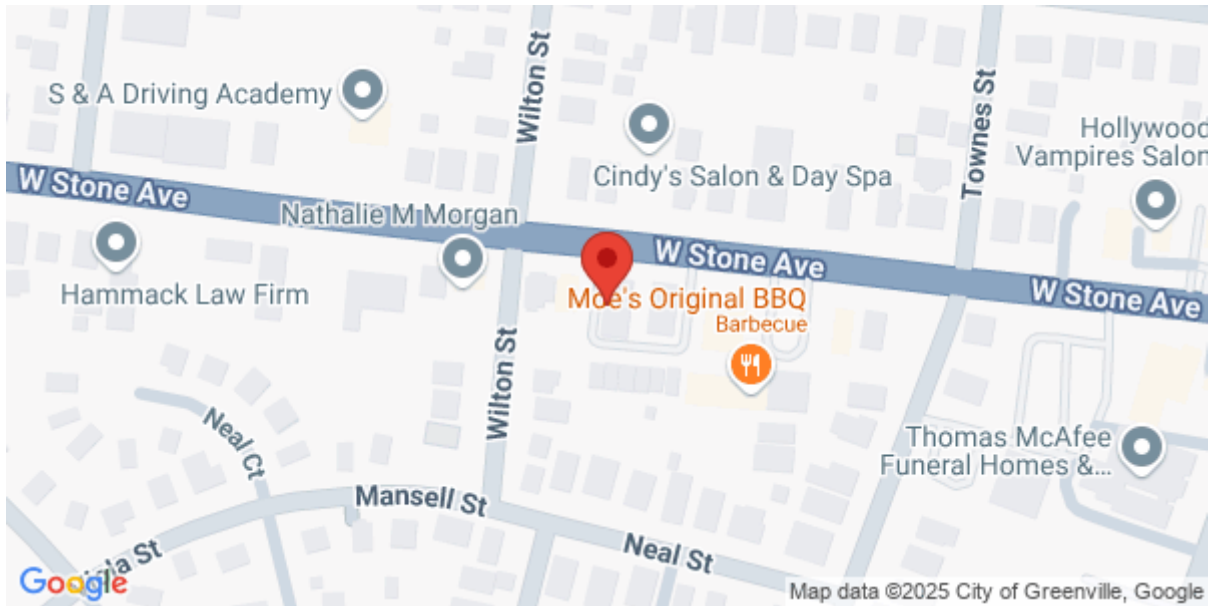 S & A Driving Academy
Wilton St
Townes St
Hollywood
Vampires Salon
Cindy's Salon & Day Spa
W Stone Ave
Nathalie M Morgan
W Stone Ave
W Stone Ave
Hammack Law Firm
Moe's Original BBQ
Barbecue
Wilton St
Neal Ct
Thomas McAfee
Funeral Homes &...
Mansell St
Neal St
St
Google
Map data ©2025 City of Greenville, Google